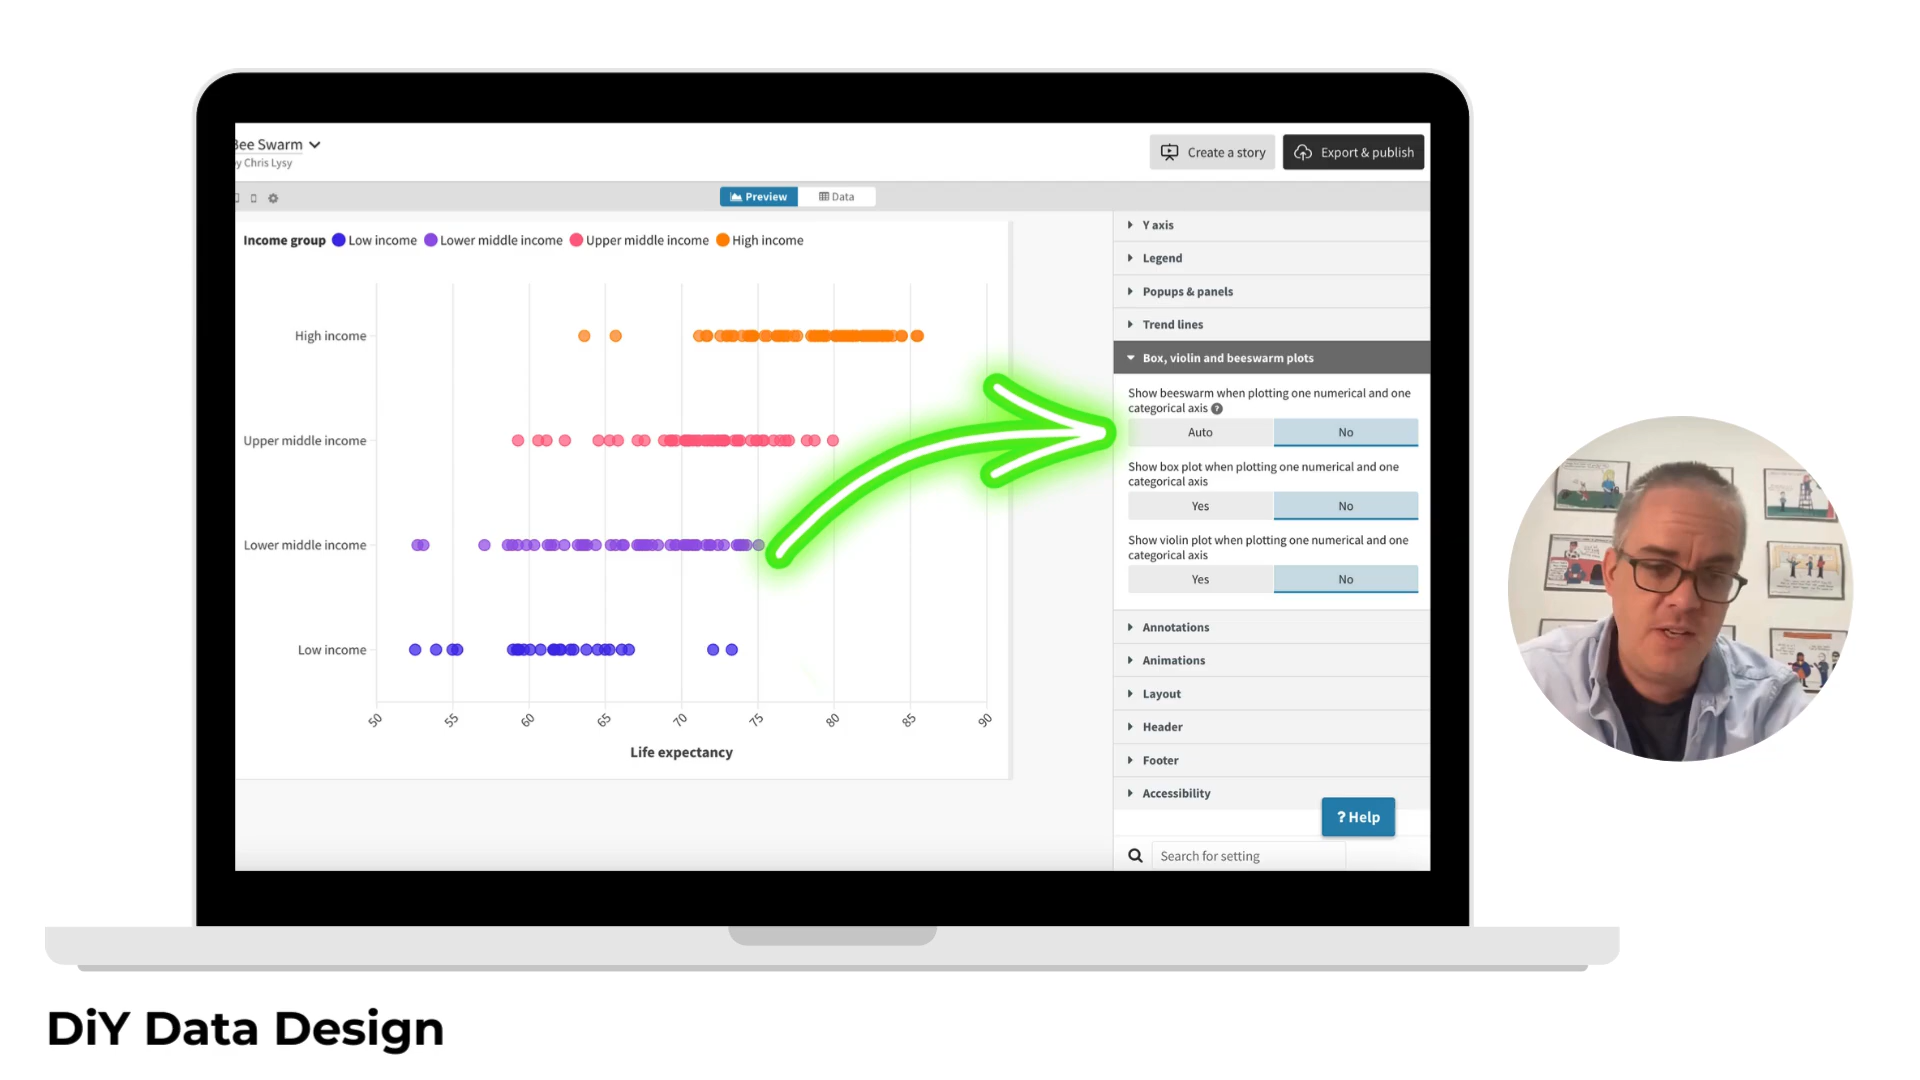 Bee Swarm
by Chris Lysy
Create a story
Export & publish
Preview
Data
Income group Low income Lower middle income Upper middle income High income
High income
Upper middle income
Lower middle income
Low income
50 55 60 65 70 75 80 85 90
Life expectancy
Y axis
Legend
Popups & panels
Trend lines
Box, violin and beeswarm plots
Show beeswarm when plotting one numerical and one
categorical axis ?
Auto No
Show box plot when plotting one numerical and one
categorical axis
Yes No
Show violin plot when plotting one numerical and one
categorical axis
Yes No
Annotations
Animations
Layout
Header
Footer
Accessibility
? Help
Search for setting
DiY Data Design